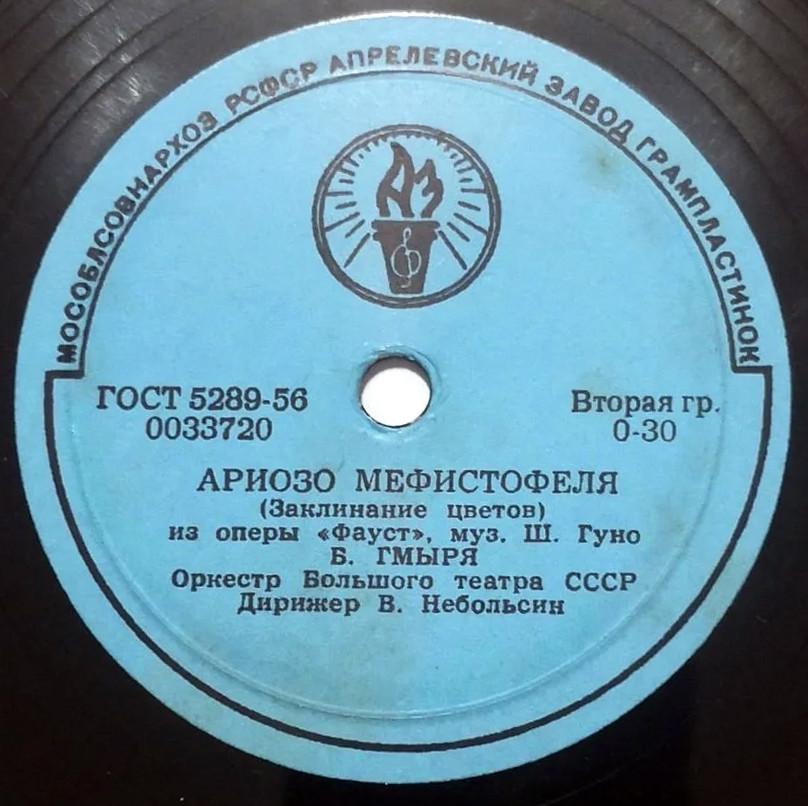 МОСОБЛСОВНАРХОЗ РСФСР АПРЕЛЕВСКИЙ ЗАВОД ГРАМПЛАСТИНОК
АЗ
ГОСТ 5289-56
0033720
Вторая гр.
0-30
АРИОЗО МЕФИСТОФЕЛЯ
(Заклинание цветов)
из оперы «Фауст», муз. Ш. Гуно
Б. ГМЫРЯ
Оркестр Большого театра СССР
Дирижер В. Небольсин